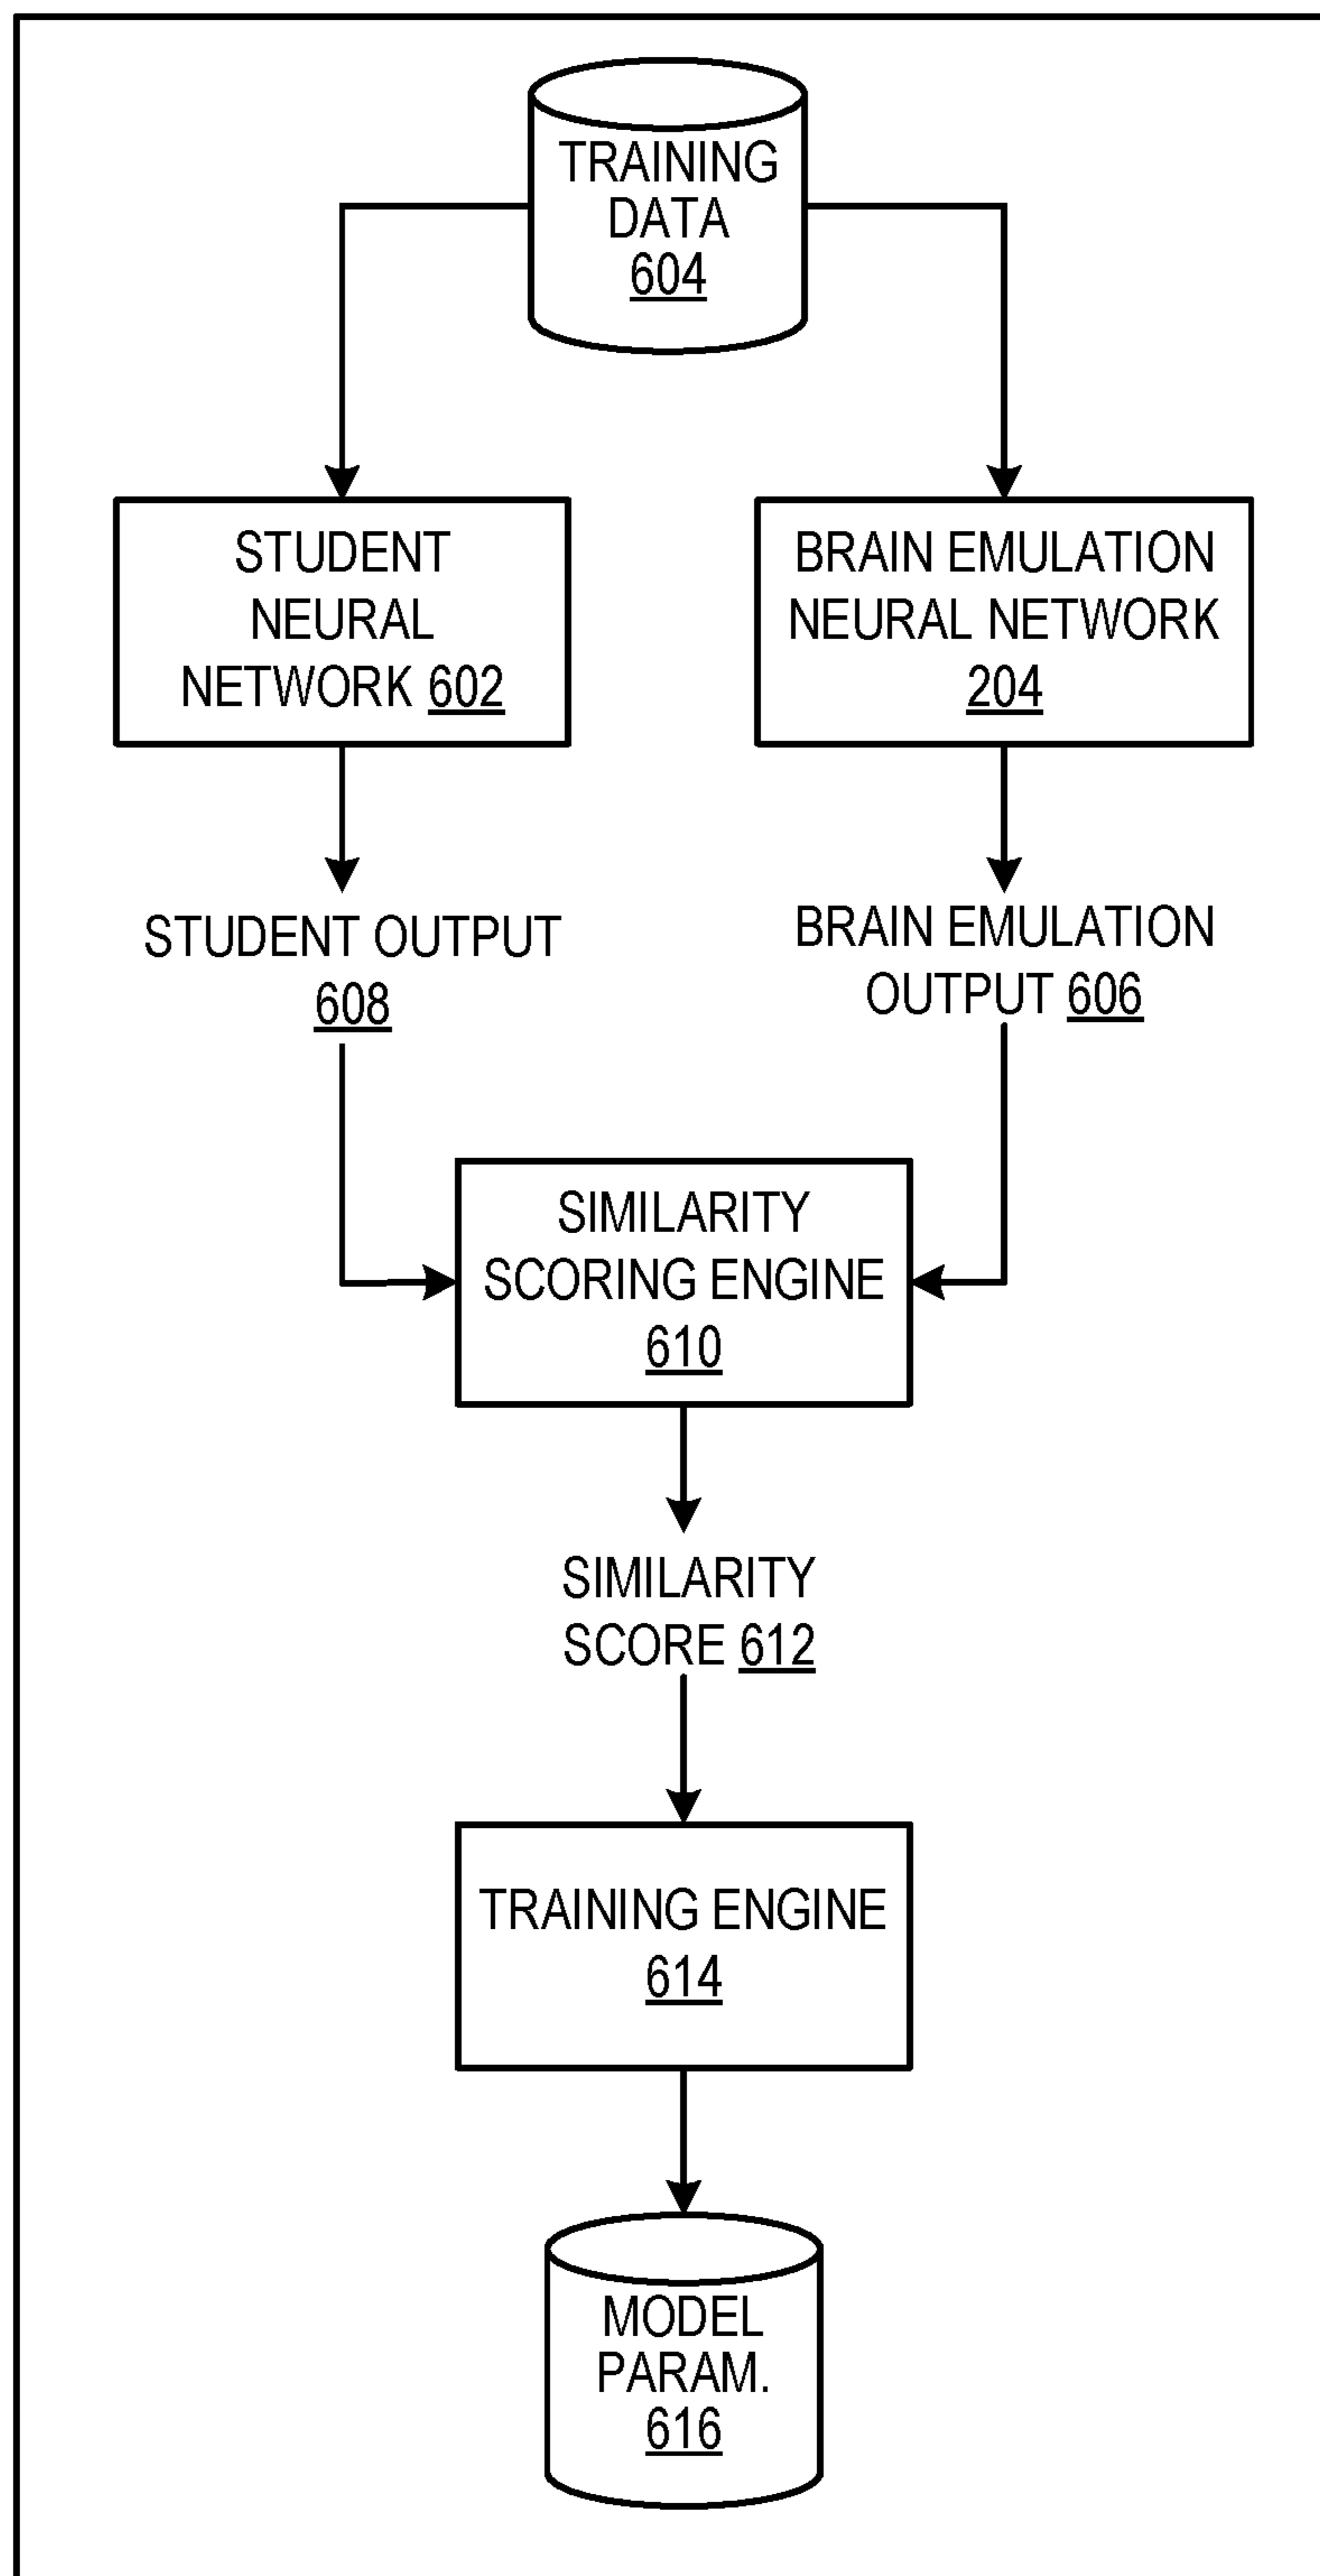 TRAINING
DATA
604
STUDENT
NEURAL
NETWORK 602
BRAIN EMULATION
NEURAL NETWORK
204
STUDENT OUTPUT
608
BRAIN EMULATION
OUTPUT 606
SIMILARITY
SCORING ENGINE
610
SIMILARITY
SCORE 612
TRAINING ENGINE
614
MODEL
PARAM.
616